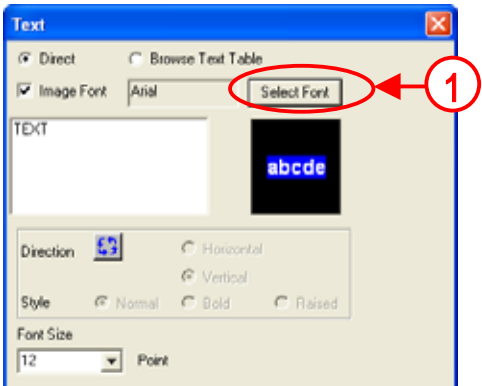 Text
Direct Browse Text Table
Image Font Arial Select Font
1
TEXT
abcde
Direction Horizontal
Vertical
Style Normal Bold Raised
Font Size
12 Point